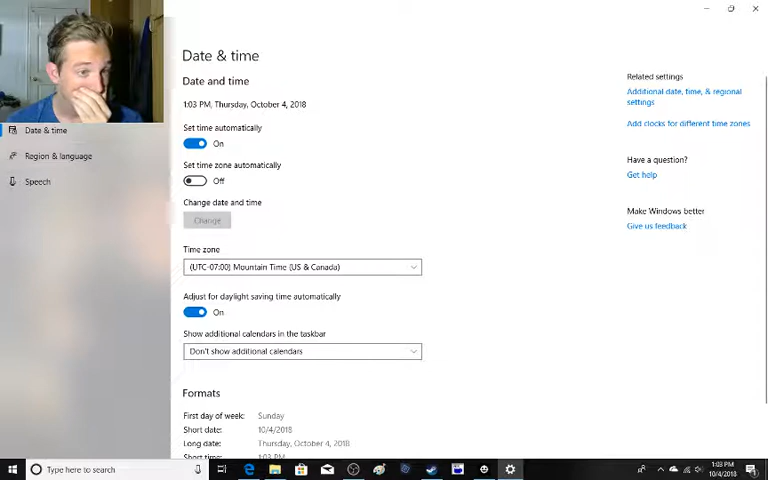 Date & time
Date and time
1:03 PM, Thursday, October 4, 2018
Set time automatically
On
Set time zone automatically
Off
Change date and time
Change
Time zone
(UTC-07:00) Mountain Time (US & Canada)
Adjust for daylight saving time automatically
On
Show additional calendars in the taskbar
Don't show additional calendars
Formats
First day of week: Sunday
Short date: 10/4/2018
Long date: Thursday, October 4, 2018
Short time: 1:03 PM
Date & time
Region & language
Speech
Related settings
Additional date, time, & regional
settings
Add clocks for different time zones
Have a question?
Get help
Make Windows better
Give us feedback
Type here to search
1:03 PM
10/4/2018